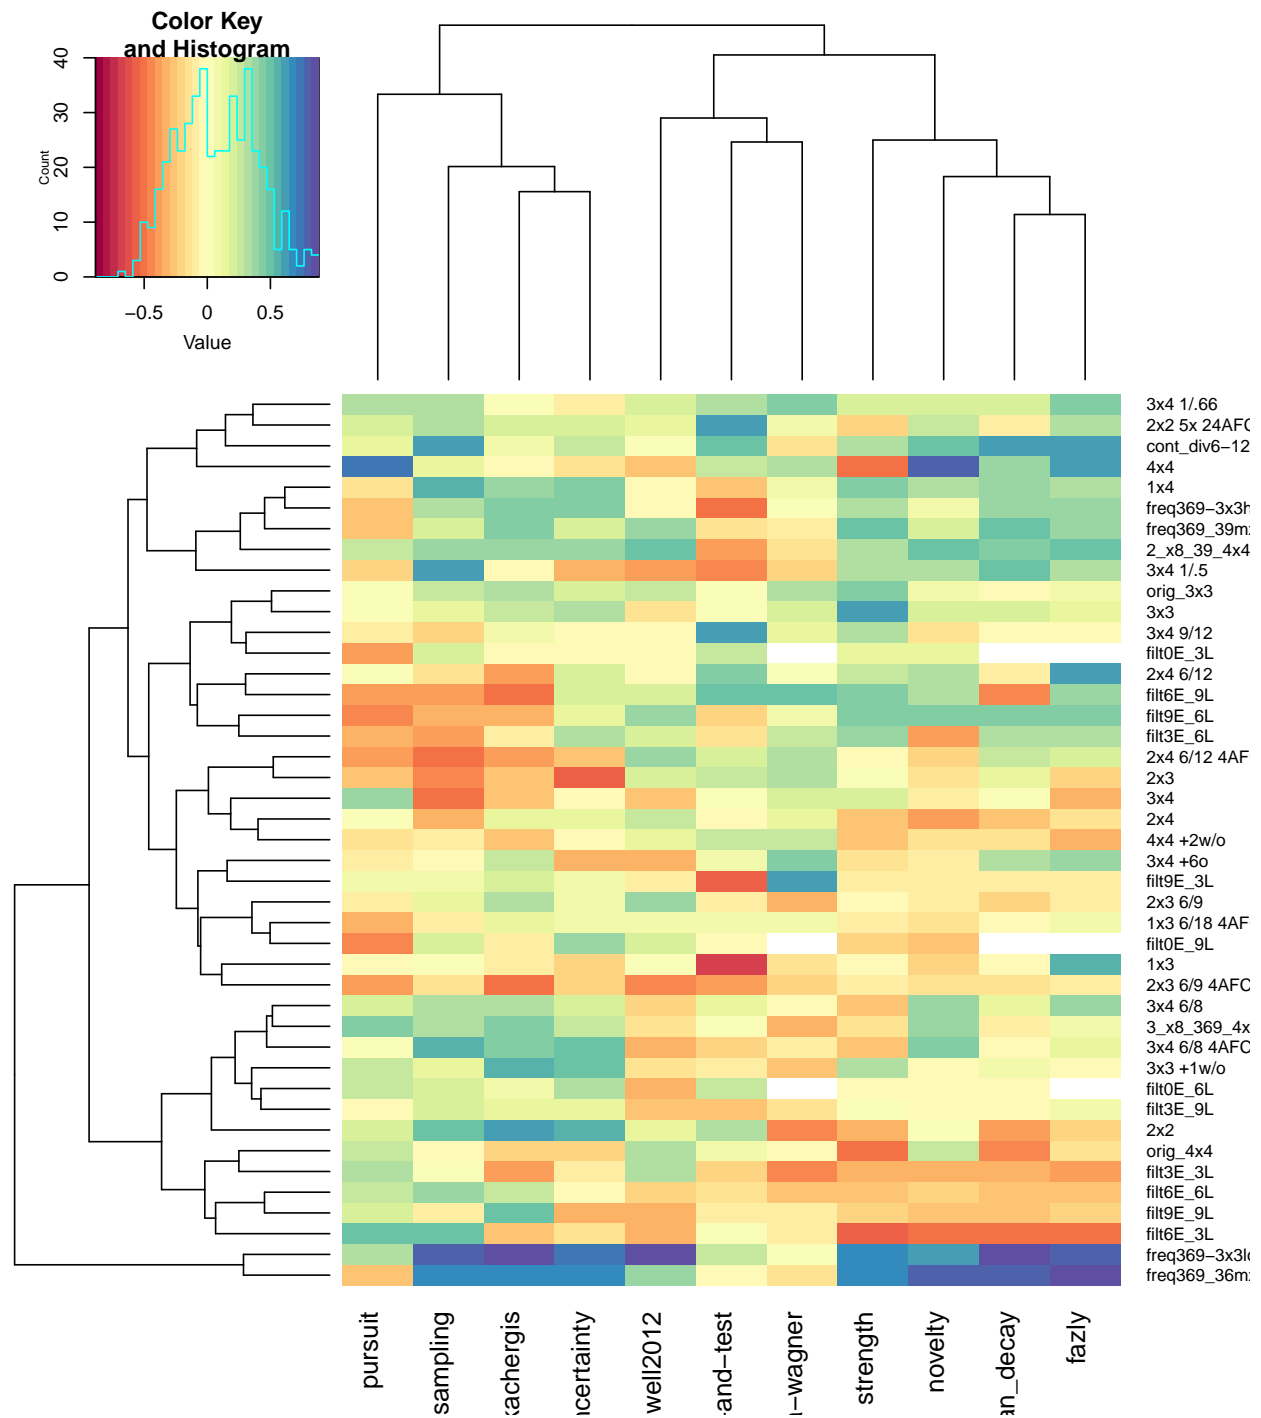 Color Key
and Histogram
40
30
20
10
0
Count
−0.5 0 0.5
Value
3x4 1/.66
2x2 5x 24AFC
cont_div6−12
4x4
1x4
freq369−3x3h
freq369_39m
2_x8_39_4x4
3x4 1/.5
orig_3x3
3x3
3x4 9/12
filt0E_3L
2x4 6/12
filt6E_9L
filt9E_6L
filt3E_6L
2x4 6/12 4AF
2x3
3x4
2x4
4x4 +2w/o
3x4 +6o
filt9E_3L
2x3 6/9
1x3 6/18 4AF
filt0E_9L
1x3
2x3 6/9 4AFC
3x4 6/8
3_x8_369_4x
3x4 6/8 4AFC
3x3 +1w/o
filt0E_6L
filt3E_9L
2x2
orig_4x4
filt3E_3L
filt6E_6L
filt9E_9L
filt6E_3L
freq369−3x3l
freq369_36m
pursuit
sampling
kachergis
ncertainty
well2012
−and−test
a−wagner
strength
novelty
an_decay
fazly